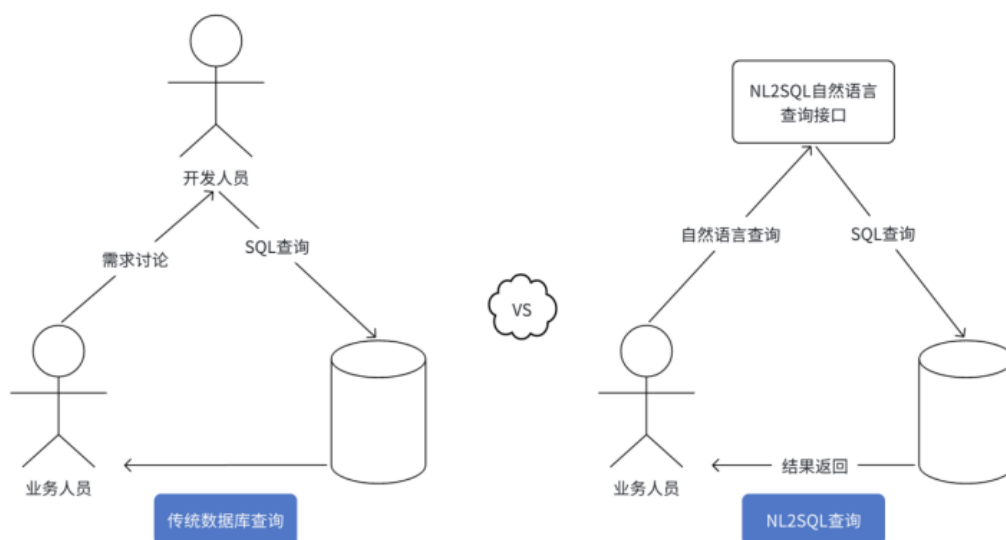 开发人员
需求讨论
SQL查询
业务人员
传统数据库查询
VS
NL2SQL自然语言
查询接口
自然语言查询
SQL查询
结果返回
业务人员
NL2SQL查询